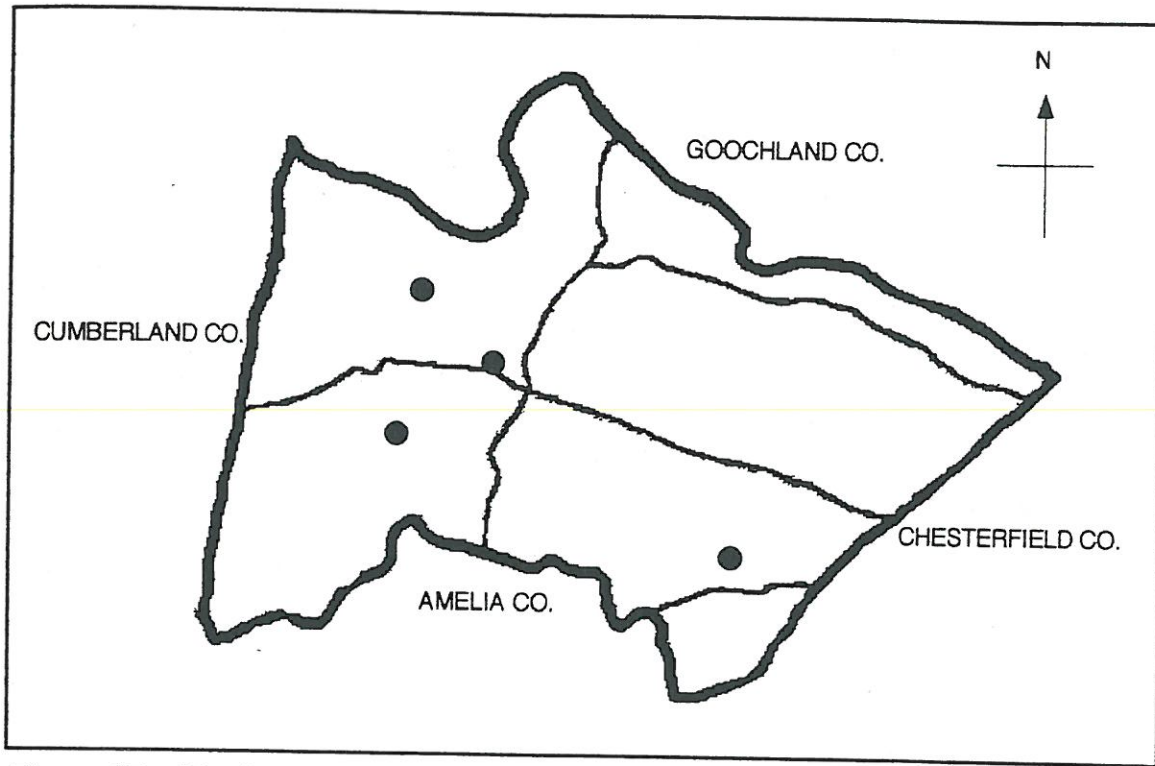 N
GOOCHLAND CO.
CUMBERLAND CO.
CHESTERFIELD CO.
AMELIA CO.